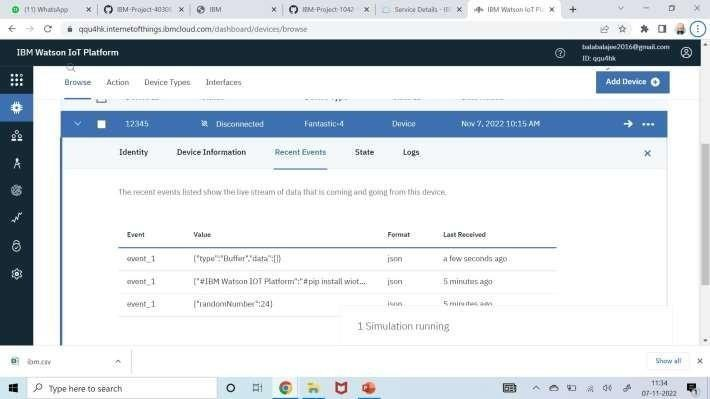 (11) WhatsApp
IBM-Project-4030
IBM
IBM-Project-1042
Service Details - IB
IBM Watson IoT Pl
qqu4hk.internetofthings.ibmcloud.com/dashboard/devices/browse
IBM Watson IoT Platform
balabalajee2016@gmail.com
ID: qqu4hk
Browse
Action
Device Types
Interfaces
Add Device
12345
Disconnected
Fantastic-4
Device
Nov 7, 2022 10:15 AM
Identity
Device Information
Recent Events
State
Logs
The recent events listed show the live stream of data that is coming and going from this device.
Event Value Format Last Received
event_1 {"type":"Buffer","data":[]} json a few seconds ago
event_1 {"#IBM Watson IOT Platform":"#pip install wiot... json 5 minutes ago
event_1 {"randomNumber":24} json 5 minutes ago
1 Simulation running
ibm.csv
Show all
Type here to search
11:34
07-11-2022